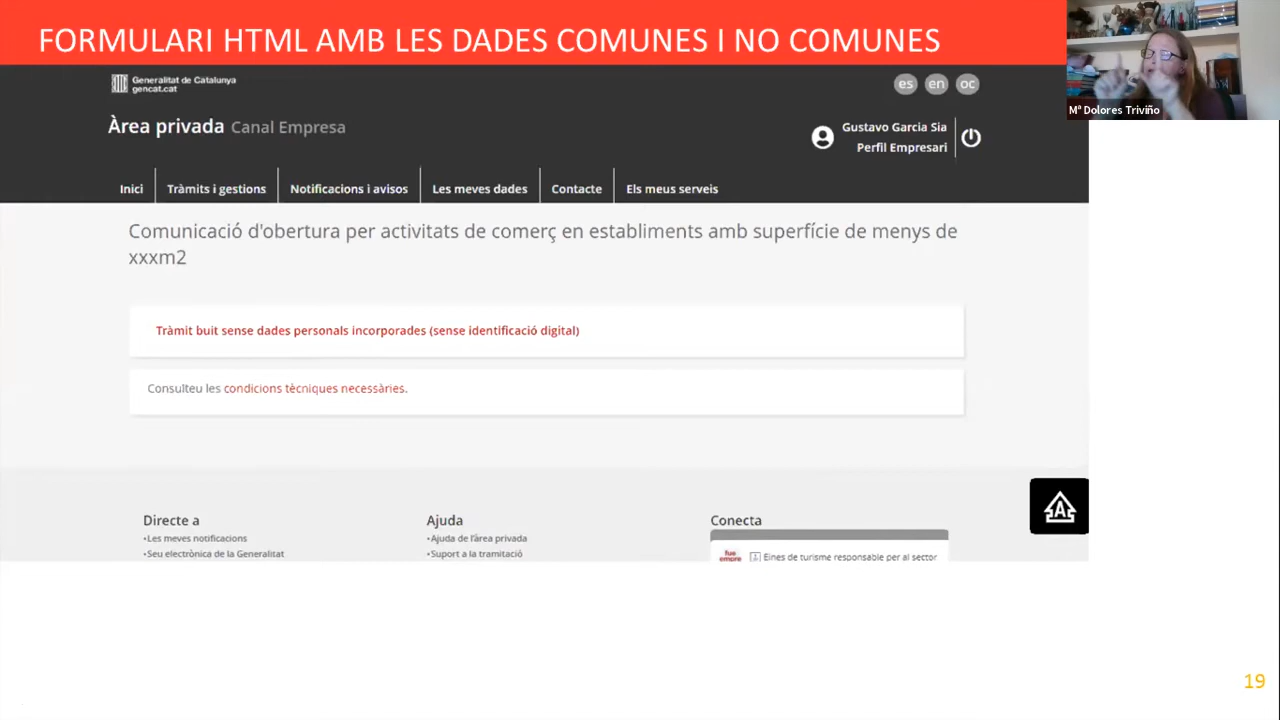 FORMULARI HTML AMB LES DADES COMUNES I NO COMUNES
Mª Dolores Triviño
Generalitat de Catalunya
gencat.cat
es en oc
Àrea privada Canal Empresa
Gustavo Garcia Sia
Perfil Empresari
Inici Tràmits i gestions Notificacions i avisos Les meves dades Contacte Els meus serveis
Comunicació d'obertura per activitats de comerç en establiments amb superfície de menys de
xxxm2
Tràmit buit sense dades personals incorporades (sense identificació digital)
Consulteu les condicions tècniques necessàries.
A
Directe a
•Les meves notificacions
•Seu electrònica de la Generalitat
Ajuda
•Ajuda de l'àrea privada
•Suport a la tramitació
Conecta
Eines de turisme responsable per al sector
19